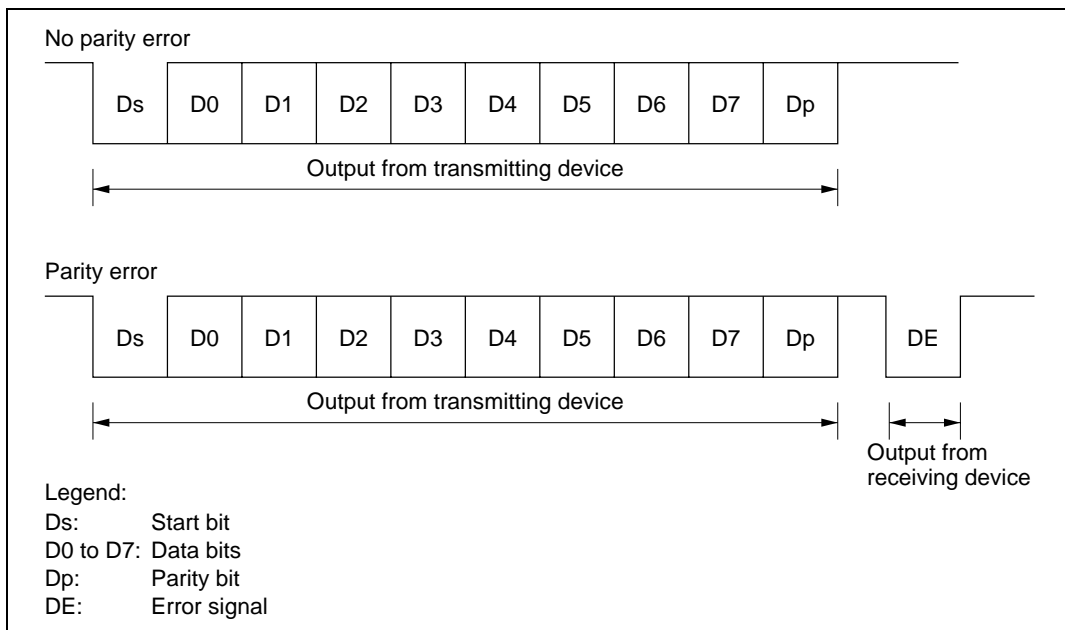 No parity error
Ds D0 D1 D2 D3 D4 D5 D6 D7 Dp
Output from transmitting device
Parity error
Ds D0 D1 D2 D3 D4 D5 D6 D7 Dp DE
Output from transmitting device
Output from
receiving device
Legend:
Ds: Start bit
D0 to D7: Data bits
Dp: Parity bit
DE: Error signal